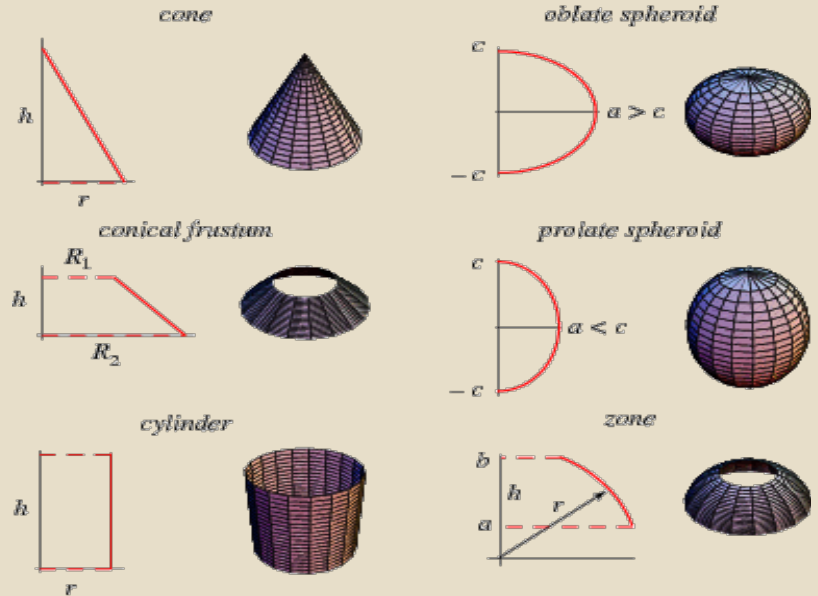 cone
h
r
oblate spheroid
c
a > c
− c
conical frustum
R₁
h
R₂
prolate spheroid
c
a < c
− c
cylinder
h
r
zone
b
h
r
a